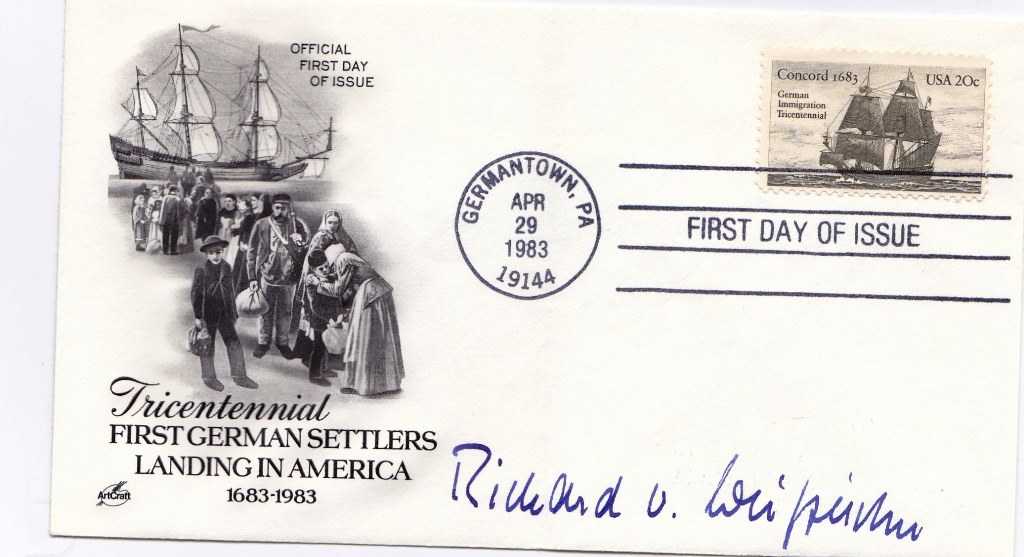 OFFICIAL
FIRST DAY
OF ISSUE
Concord 1683
USA 20c
German
Immigration
Tricentennial
GERMANTOWN, PA
APR
29
1983
19144
FIRST DAY OF ISSUE
Tricentennial
FIRST GERMAN SETTLERS
LANDING IN AMERICA
1683-1983
ArtCraft
Richard v. Weizsäcker